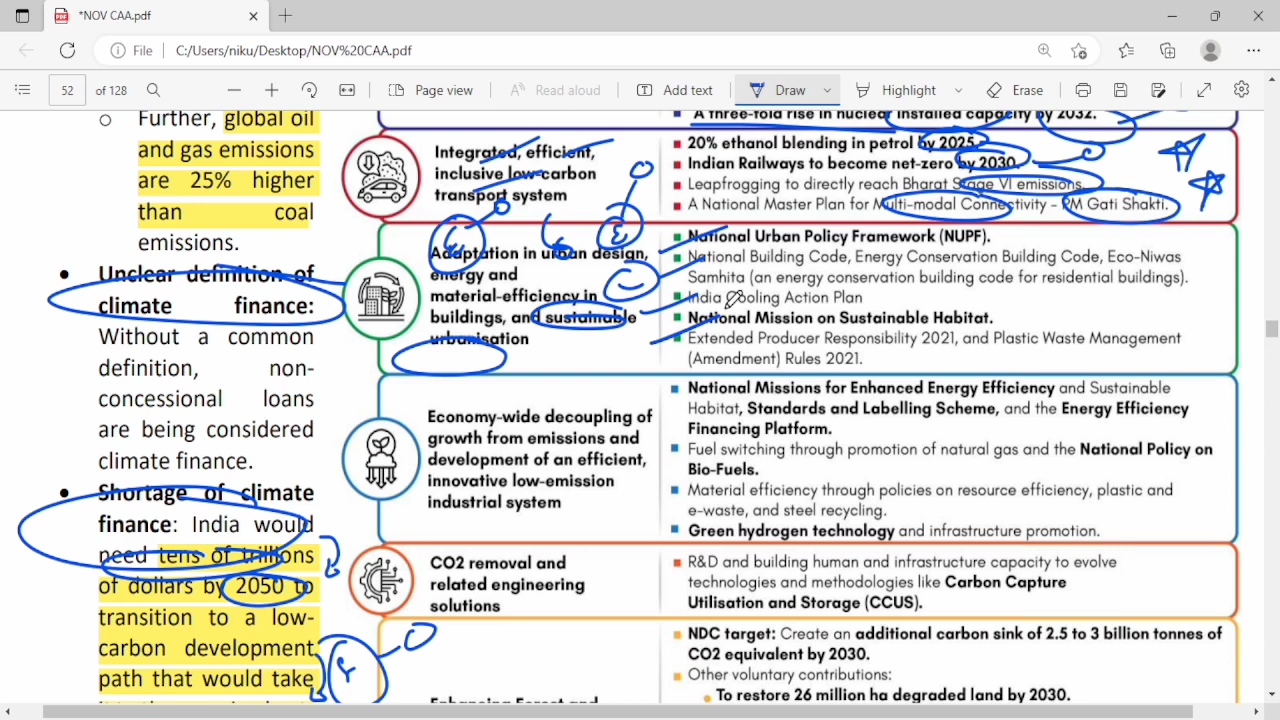 *NOV CAA.pdf
File
C:/Users/niku/Desktop/NOV%20CAA.pdf
52 of 128
Page view
Read aloud
Add text
Draw
Highlight
Erase
Further, global oil
and gas emissions
are 25% higher
than coal
emissions.
Unclear definition of
climate finance:
Without a common
definition, non-
concessional loans
are being considered
climate finance.
Shortage of climate
finance: India would
need tens of trillions
of dollars by 2050 to
transition to a low-
carbon development
path that would take
A three-fold rise in nuclear installed capacity by 2032.
Integrated, efficient,
inclusive low-carbon
transport system
20% ethanol blending in petrol by 2025.
Indian Railways to become net-zero by 2030.
Leapfrogging to directly reach Bharat Stage VI emissions.
A National Master Plan for Multi-modal Connectivity - PM Gati Shakti.
Adaptation in urban design,
energy and
material-efficiency in
buildings, and sustainable
urbanisation
National Urban Policy Framework (NUPF).
National Building Code, Energy Conservation Building Code, Eco-Niwas
Samhita (an energy conservation building code for residential buildings).
India Cooling Action Plan
National Mission on Sustainable Habitat.
Extended Producer Responsibility 2021, and Plastic Waste Management
(Amendment) Rules 2021.
Economy-wide decoupling of
growth from emissions and
development of an efficient,
innovative low-emission
industrial system
National Missions for Enhanced Energy Efficiency and Sustainable
Habitat, Standards and Labelling Scheme, and the Energy Efficiency
Financing Platform.
Fuel switching through promotion of natural gas and the National Policy on
Bio-Fuels.
Material efficiency through policies on resource efficiency, plastic and
e-waste, and steel recycling.
Green hydrogen technology and infrastructure promotion.
CO2 removal and
related engineering
solutions
R&D and building human and infrastructure capacity to evolve
technologies and methodologies like Carbon Capture
Utilisation and Storage (CCUS).
NDC target: Create an additional carbon sink of 2.5 to 3 billion tonnes of
CO2 equivalent by 2030.
Other voluntary contributions:
To restore 26 million ha degraded land by 2030.